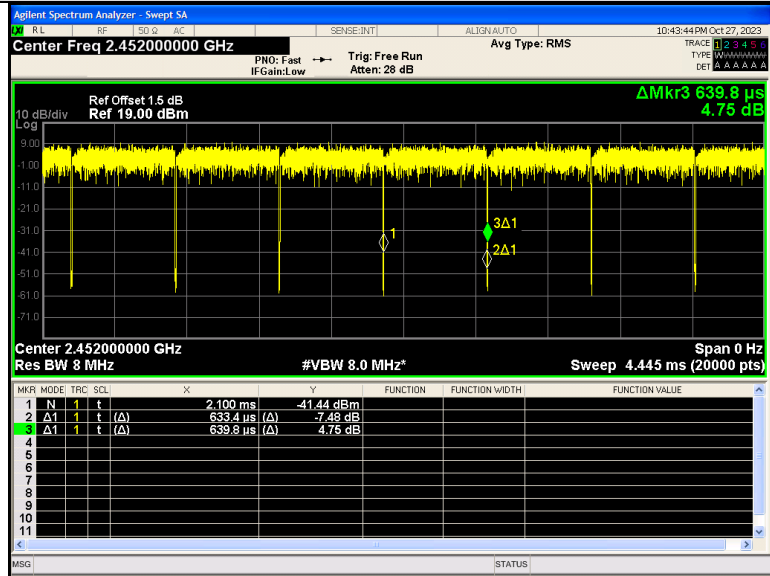 Agilent Spectrum Analyzer - Swept SA
LXI RL RF 50 Ω AC SENSE:INT ALIGN AUTO 10:43:44 PM Oct 27, 2023
Center Freq 2.452000000 GHz Avg Type: RMS TRACE 1 2 3 4 5 6
PNO: Fast Trig: Free Run TYPE W
IFGain:Low Atten: 28 dB DET A A A A A A
ΔMkr3 639.8 µs
4.75 dB
Ref Offset 1.5 dB
10 dB/div Ref 19.00 dBm
Log
9.00
-1.00
-11.0
-21.0
-31.0
-41.0
-51.0
-61.0
-71.0
1
3Δ1
2Δ1
Center 2.452000000 GHz Span 0 Hz
Res BW 8 MHz #VBW 8.0 MHz* Sweep 4.445 ms (20000 pts)
MKR MODE TRC SCL X Y FUNCTION FUNCTION WIDTH FUNCTION VALUE
1 N 1 t 2.100 ms -41.44 dBm
2 Δ1 1 t (Δ) 633.4 µs (Δ) -7.48 dB
3 Δ1 1 t (Δ) 639.8 µs (Δ) 4.75 dB
4
5
6
7
8
9
10
11
MSG STATUS